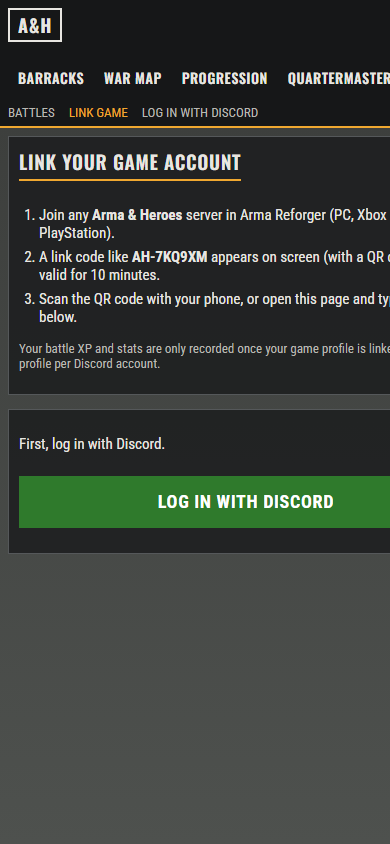 A&H
BARRACKS WAR MAP PROGRESSION QUARTERMASTER
BATTLES LINK GAME LOG IN WITH DISCORD
LINK YOUR GAME ACCOUNT
1. Join any Arma & Heroes server in Arma Reforger (PC, Xbox
PlayStation).
2. A link code like AH-7KQ9XM appears on screen (with a QR
valid for 10 minutes.
3. Scan the QR code with your phone, or open this page and
below.
Your battle XP and stats are only recorded once your game profile is
profile per Discord account.
First, log in with Discord.
LOG IN WITH DISCORD